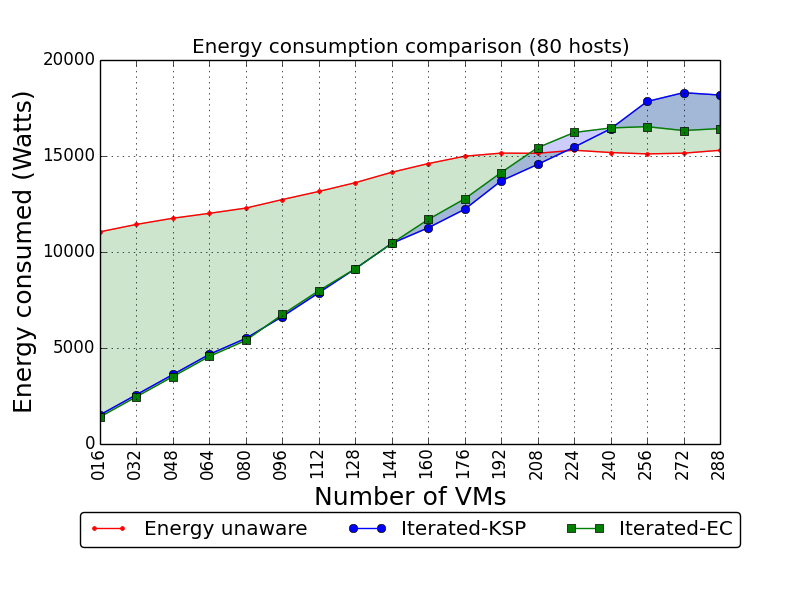 Energy consumption comparison (80 hosts)
20000
15000
10000
5000
0
Energy consumed (Watts)
016 032 048 064 080 096 112 128 144 160 176 192 208 224 240 256 272 288
Number of VMs
Energy unaware Iterated-KSP Iterated-EC